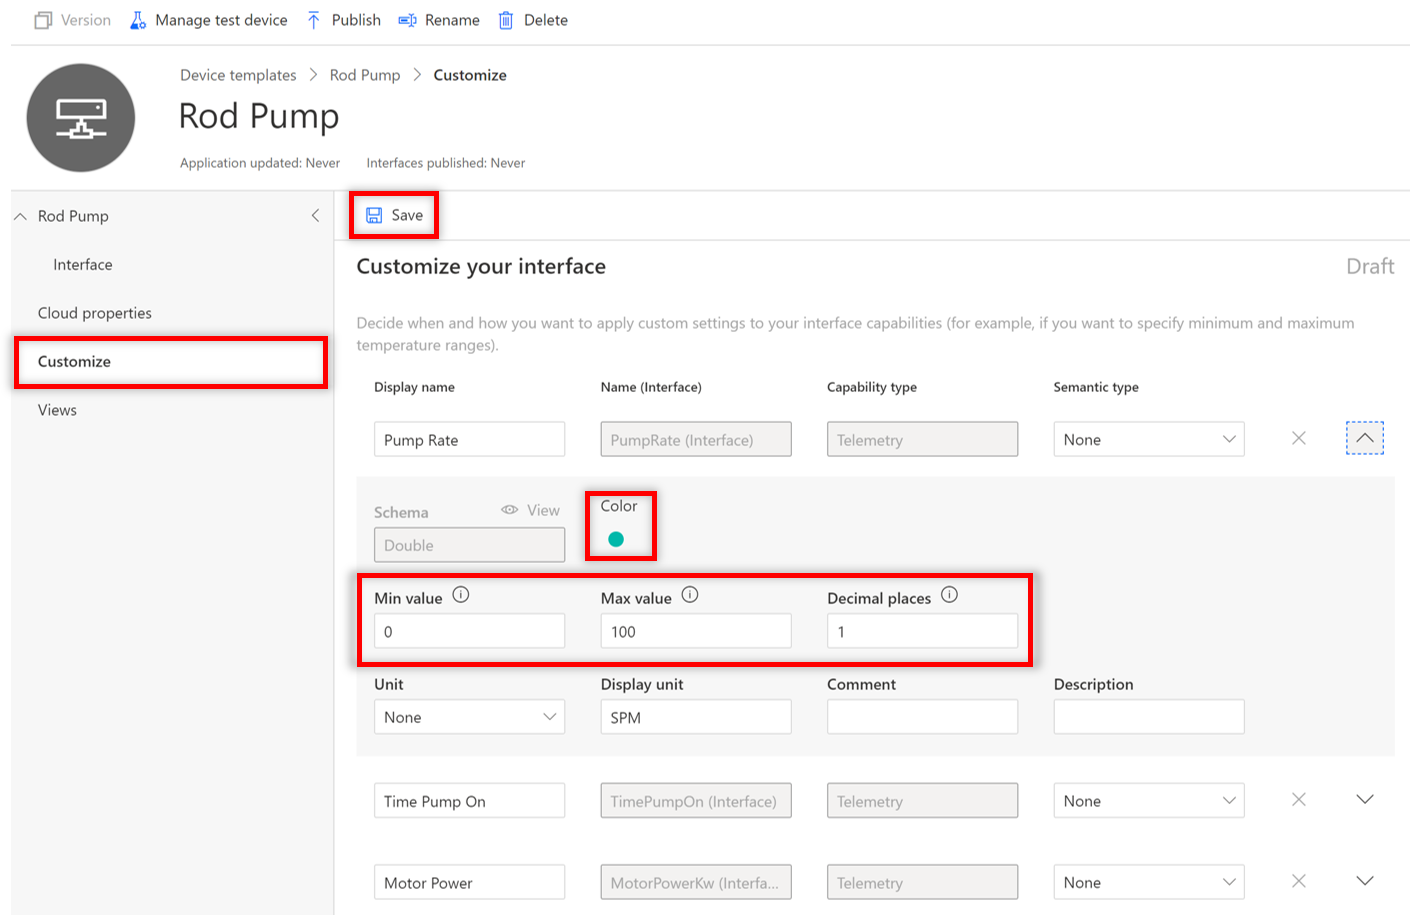 Version Manage test device Publish Rename Delete
Device templates > Rod Pump > Customize
Rod Pump
Application updated: Never Interfaces published: Never
Rod Pump
Interface
Cloud properties
Customize
Views
Save
Customize your interface Draft
Decide when and how you want to apply custom settings to your interface capabilities (for example, if you want to specify minimum and maximum
temperature ranges).
Display name Name (Interface) Capability type Semantic type
Pump Rate PumpRate (Interface) Telemetry None
Schema View Color
Double
Min value Max value Decimal places
0 100 1
Unit Display unit Comment Description
None SPM
Time Pump On TimePumpOn (Interface) Telemetry None
Motor Power MotorPowerKw (Interfa... Telemetry None